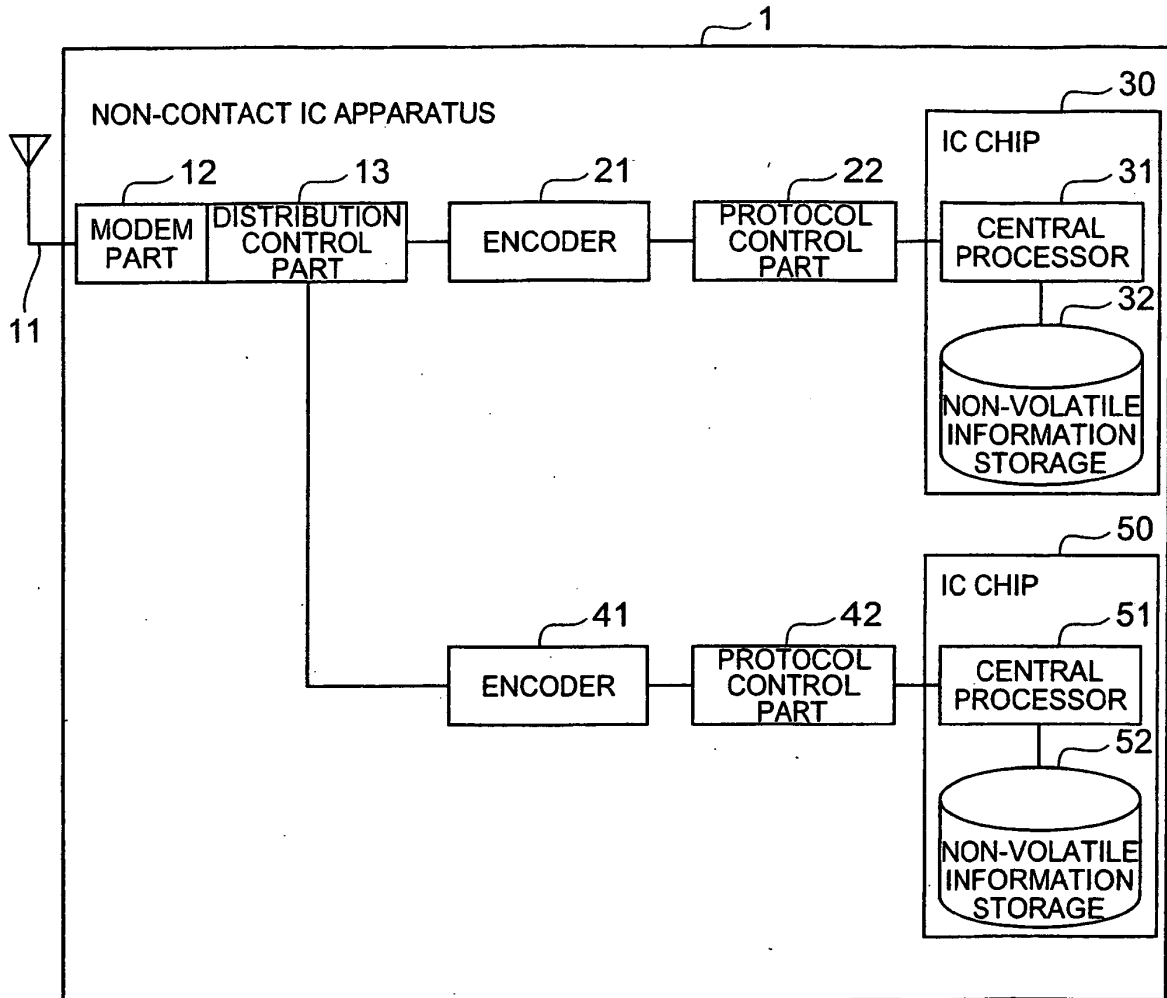 1
NON-CONTACT IC APPARATUS
30
IC CHIP
12
13
21
22
31
MODEM
PART
DISTRIBUTION
CONTROL
PART
ENCODER
PROTOCOL
CONTROL
PART
CENTRAL
PROCESSOR
11
32
NON-VOLATILE
INFORMATION
STORAGE
50
IC CHIP
41
42
51
ENCODER
PROTOCOL
CONTROL
PART
CENTRAL
PROCESSOR
52
NON-VOLATILE
INFORMATION
STORAGE